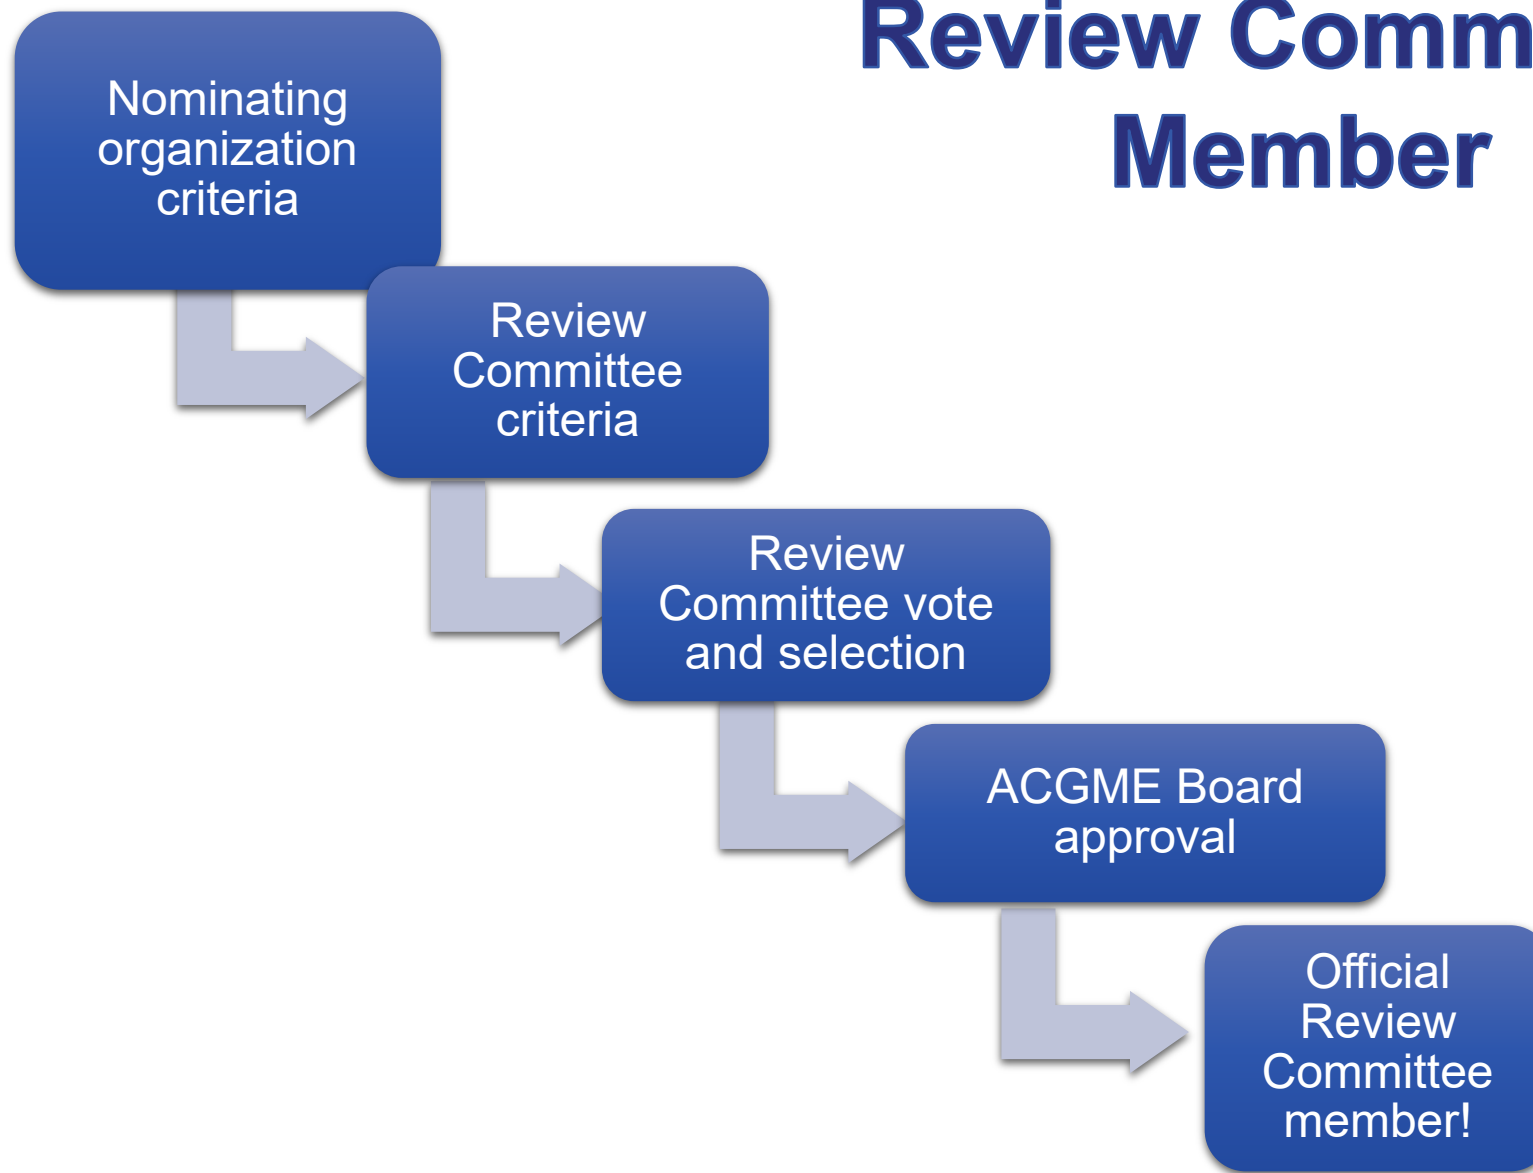 Review Comm
Member
Nominating
organization
criteria
Review
Committee
criteria
Review
Committee vote
and selection
ACGME Board
approval
Official
Review
Committee
member!